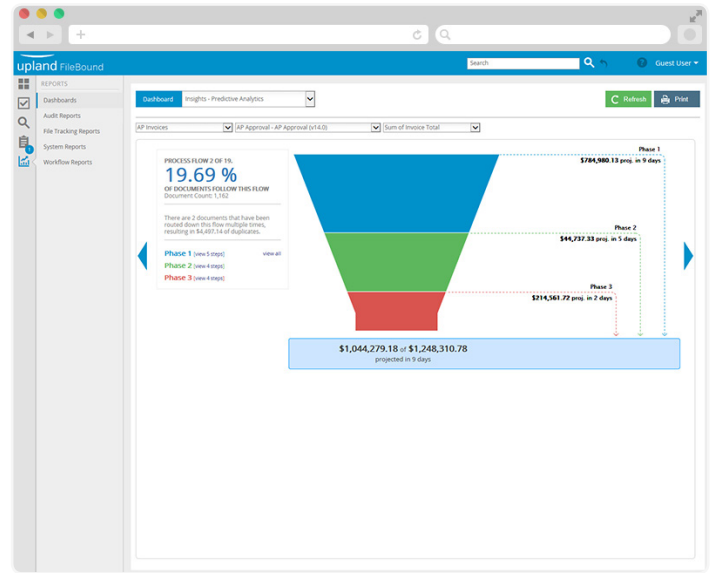 upland FileBound
Search
?
Guest User
REPORTS
Dashboards
Audit Reports
File Tracking Reports
System Reports
Workflow Reports
Dashboard
Insights - Predictive Analytics
Refresh
Print
AP Invoices
AP Approval - AP Approval (v14.0)
Sum of Invoice Total
PROCESS FLOW 2 OF 19.
19.69 %
OF DOCUMENTS FOLLOW THIS FLOW
Document Count: 1,162
There are 2 documents that have been
routed down this flow multiple times,
resulting in $4,497.14 of duplicates.
Phase 1 [view 5 steps] view all
Phase 2 [view 4 steps]
Phase 3 [view 4 steps]
Phase 1
$784,980.13 proj. in 9 days
Phase 2
$44,737.33 proj. in 5 days
Phase 3
$214,561.72 proj. in 2 days
$1,044,279.18 of $1,248,310.78
projected in 9 days